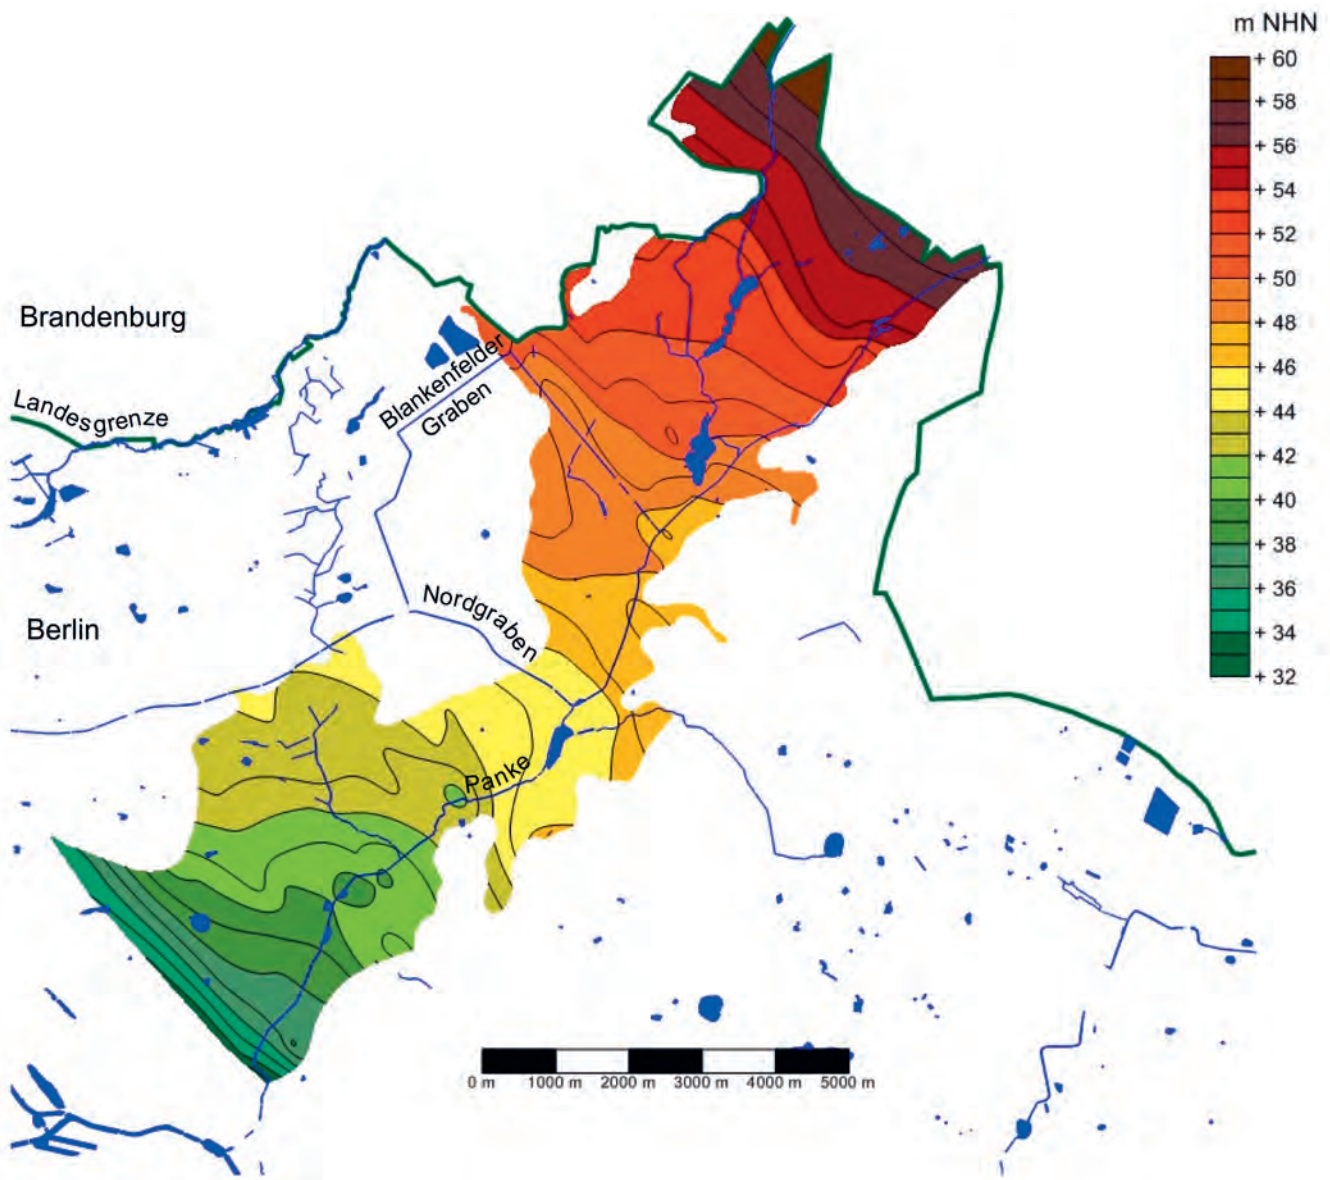 m NHN
+ 60
+ 58
+ 56
+ 54
+ 52
+ 50
+ 48
+ 46
+ 44
+ 42
+ 40
+ 38
+ 36
+ 34
+ 32
Brandenburg
Landesgrenze
Blankenfelder
Graben
Nordgraben
Berlin
Panke
0 m 1000 m 2000 m 3000 m 4000 m 5000 m